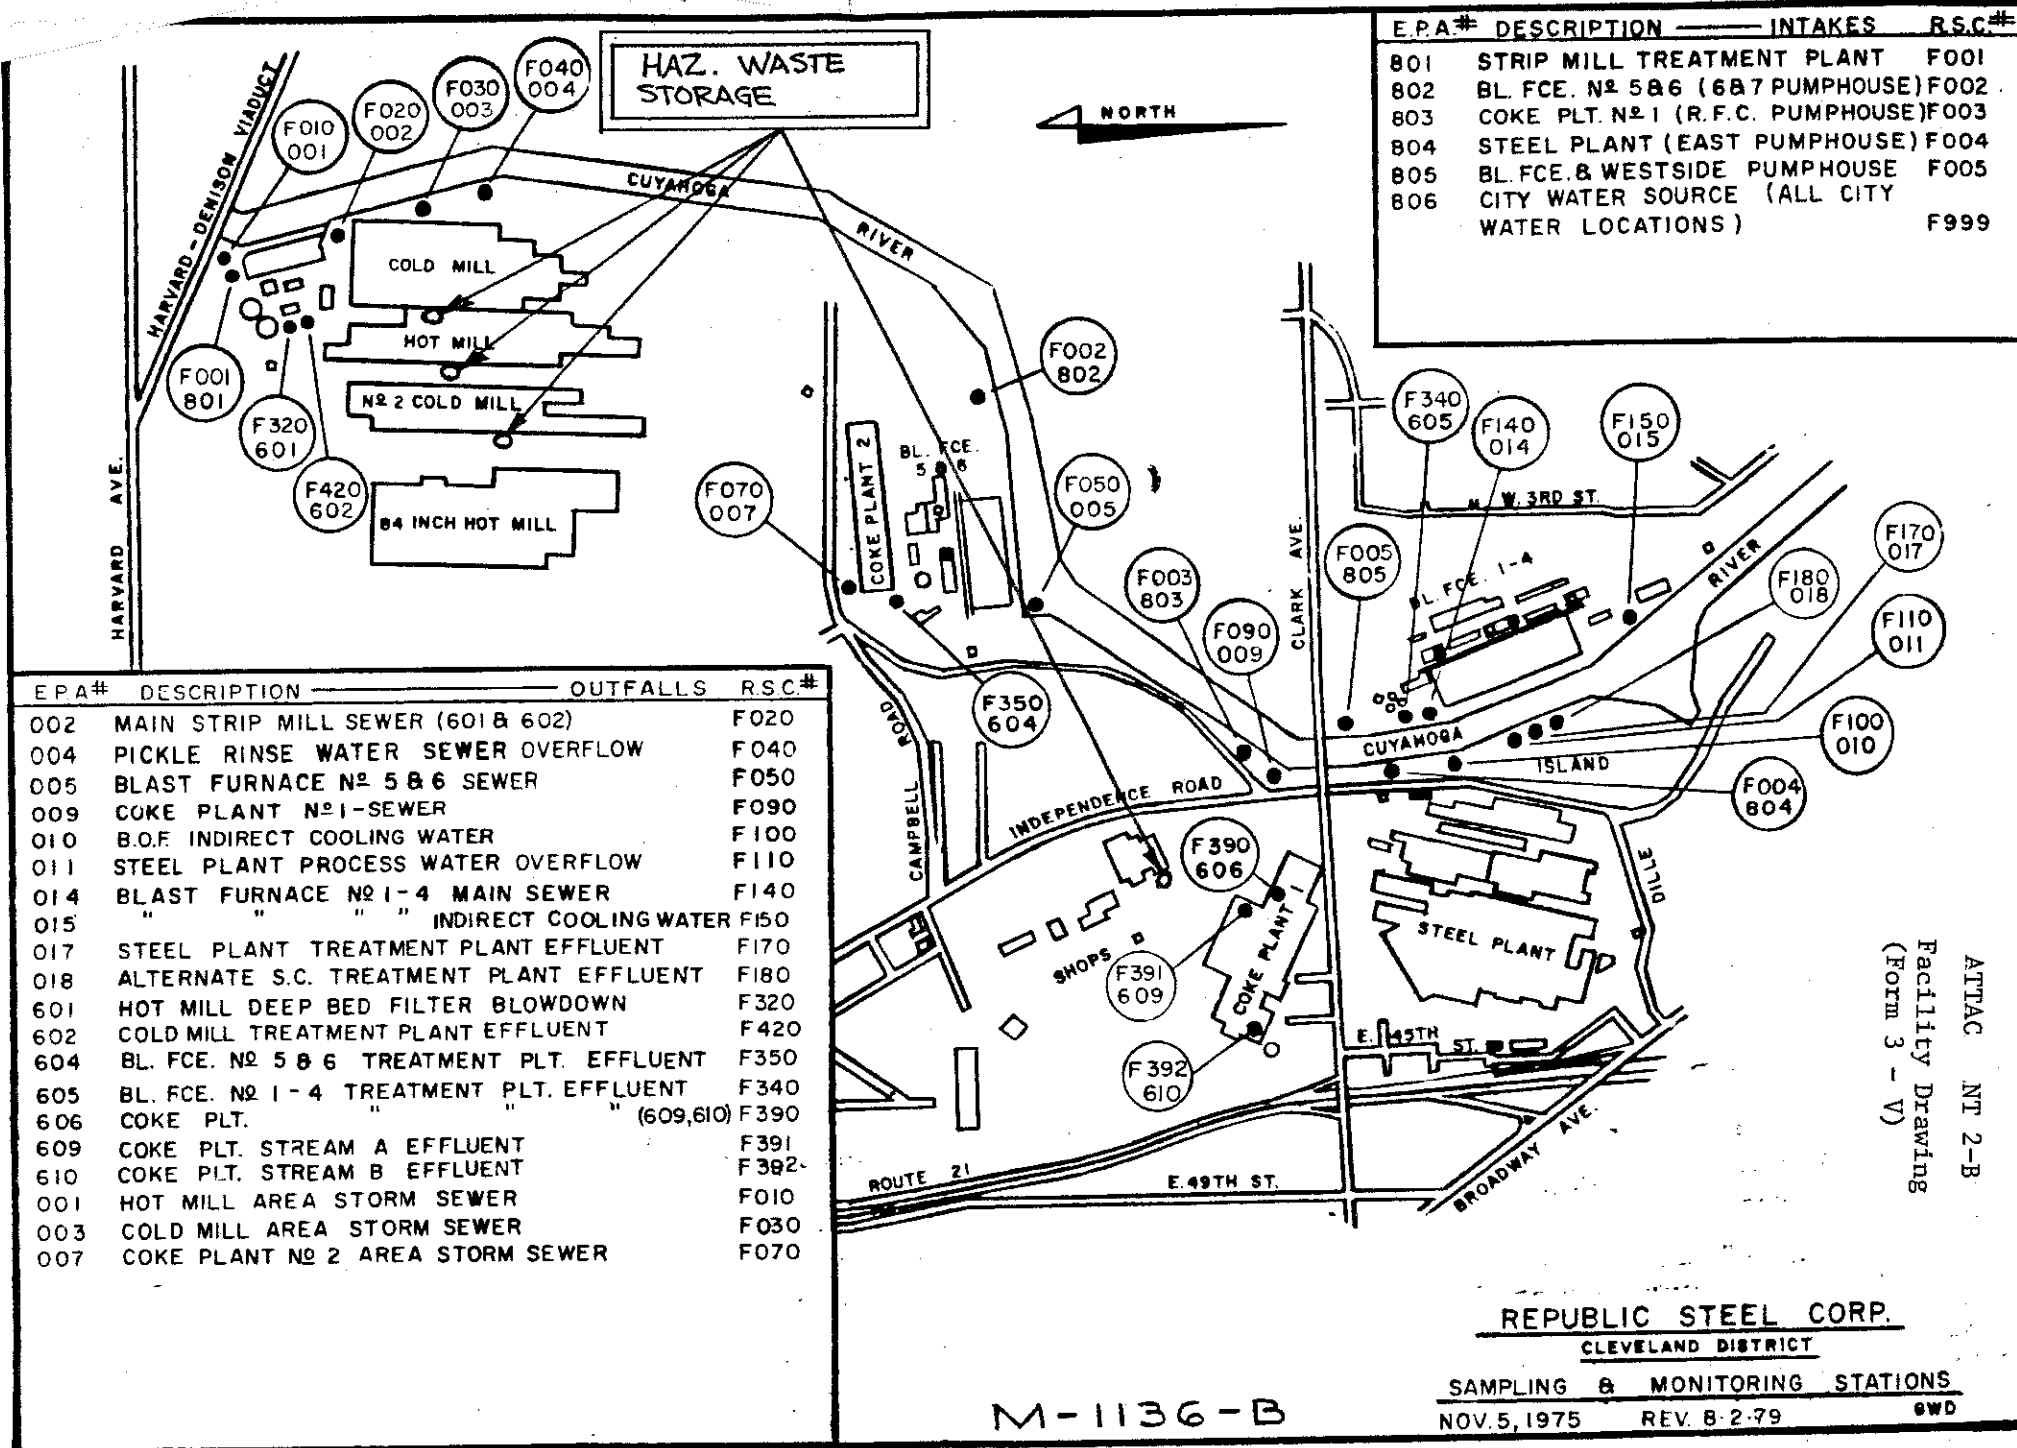 HAZ. WASTE
STORAGE
NORTH
E.P.A.# DESCRIPTION INTAKES R.S.C.#
801 STRIP MILL TREATMENT PLANT F001
802 BL. FCE. Nº 5&6 (6&7 PUMPHOUSE) F002
803 COKE PLT. Nº 1 (R.F.C. PUMPHOUSE) F003
804 STEEL PLANT (EAST PUMPHOUSE) F004
805 BL. FCE. & WESTSIDE PUMPHOUSE F005
806 CITY WATER SOURCE (ALL CITY
WATER LOCATIONS) F999
F010
001
F020
002
F030
003
F040
004
HARVARD-DENISON VIADUCT
CUYAHOGA
RIVER
COLD MILL
HOT MILL
Nº 2 COLD MILL
84 INCH HOT MILL
F001
801
F320
601
F420
602
HARVARD AVE.
F002
802
F070
007
COKE PLANT 2
BL. FCE.
5 & 6
F050
005
F350
604
F003
803
F090
009
CLARK AVE.
F005
805
F340
605
F140
014
F150
015
W. 3RD ST.
BL. FCE. 1-4
RIVER
F180
018
F170
017
F110
011
F100
010
F004
804
CUYAHOGA
ISLAND
CAMPBELL ROAD
INDEPENDENCE ROAD
F390
606
F391
609
F392
610
SHOPS
COKE PLANT 1
STEEL PLANT
DILLE
E. 45TH ST.
ROUTE 21
E. 49TH ST.
BROADWAY AVE.
E.P.A# DESCRIPTION OUTFALLS R.S.C.#
002 MAIN STRIP MILL SEWER (601 & 602) F020
004 PICKLE RINSE WATER SEWER OVERFLOW F040
005 BLAST FURNACE Nº 5 & 6 SEWER F050
009 COKE PLANT Nº 1-SEWER F090
010 B.O.F. INDIRECT COOLING WATER F100
011 STEEL PLANT PROCESS WATER OVERFLOW F110
014 BLAST FURNACE Nº 1-4 MAIN SEWER F140
015 " " " " INDIRECT COOLING WATER F150
017 STEEL PLANT TREATMENT PLANT EFFLUENT F170
018 ALTERNATE S.C. TREATMENT PLANT EFFLUENT F180
601 HOT MILL DEEP BED FILTER BLOWDOWN F320
602 COLD MILL TREATMENT PLANT EFFLUENT F420
604 BL. FCE. Nº 5 & 6 TREATMENT PLT. EFFLUENT F350
605 BL. FCE. Nº 1-4 TREATMENT PLT. EFFLUENT F340
606 COKE PLT. " " " (609,610) F390
609 COKE PLT. STREAM A EFFLUENT F391
610 COKE PLT. STREAM B EFFLUENT F392
001 HOT MILL AREA STORM SEWER F010
003 COLD MILL AREA STORM SEWER F030
007 COKE PLANT Nº 2 AREA STORM SEWER F070
ATTAC NT 2-B
Facility Drawing
(Form 3 - V)
REPUBLIC STEEL CORP.
CLEVELAND DISTRICT
SAMPLING & MONITORING STATIONS
NOV. 5, 1975 REV. 8-2-79 GWD
M-1136-B